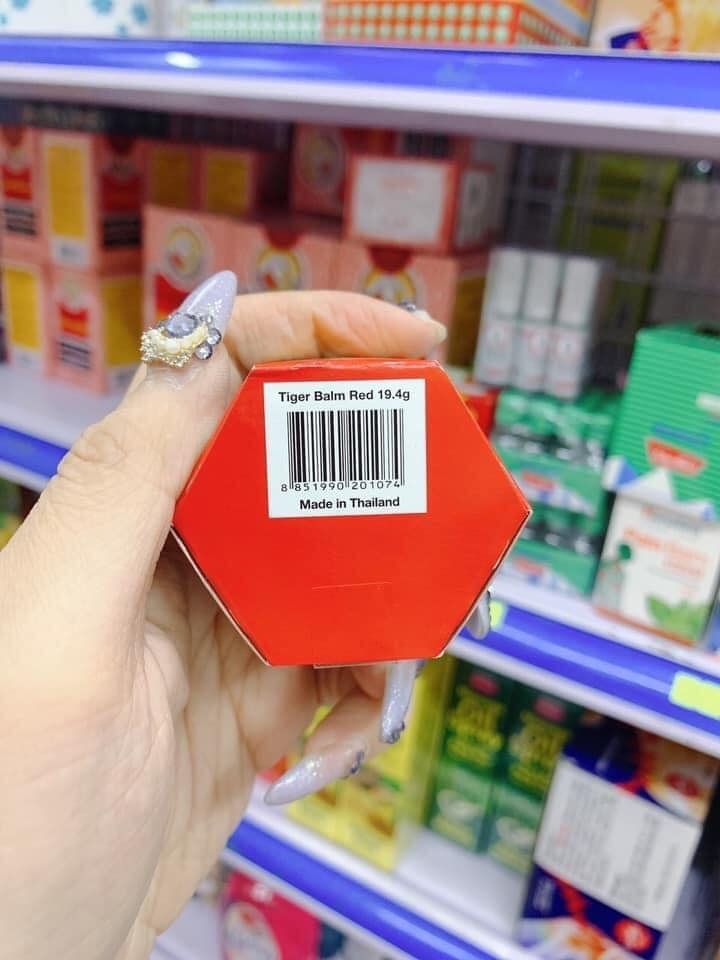 Tiger Balm Red 19.4g
8 851990 201074
Made in Thailand